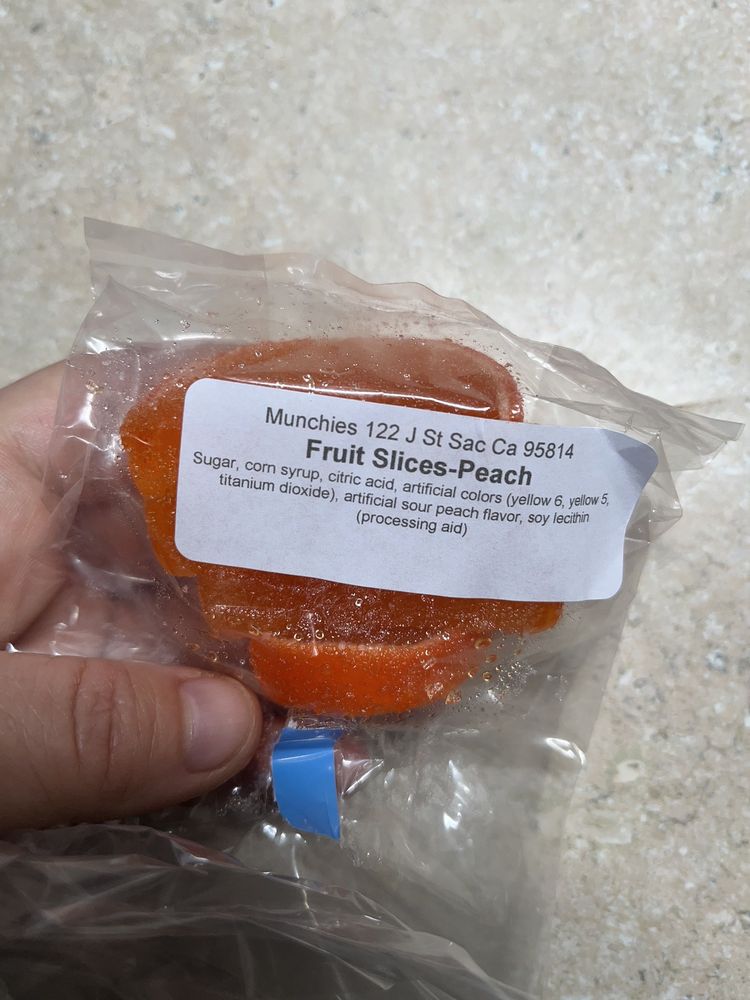 Munchies 122 J St Sac Ca 95814
Fruit Slices-Peach
Sugar, corn syrup, citric acid, artificial colors (yellow 6, yellow 5,
titanium dioxide), artificial sour peach flavor, soy lecithin
(processing aid)